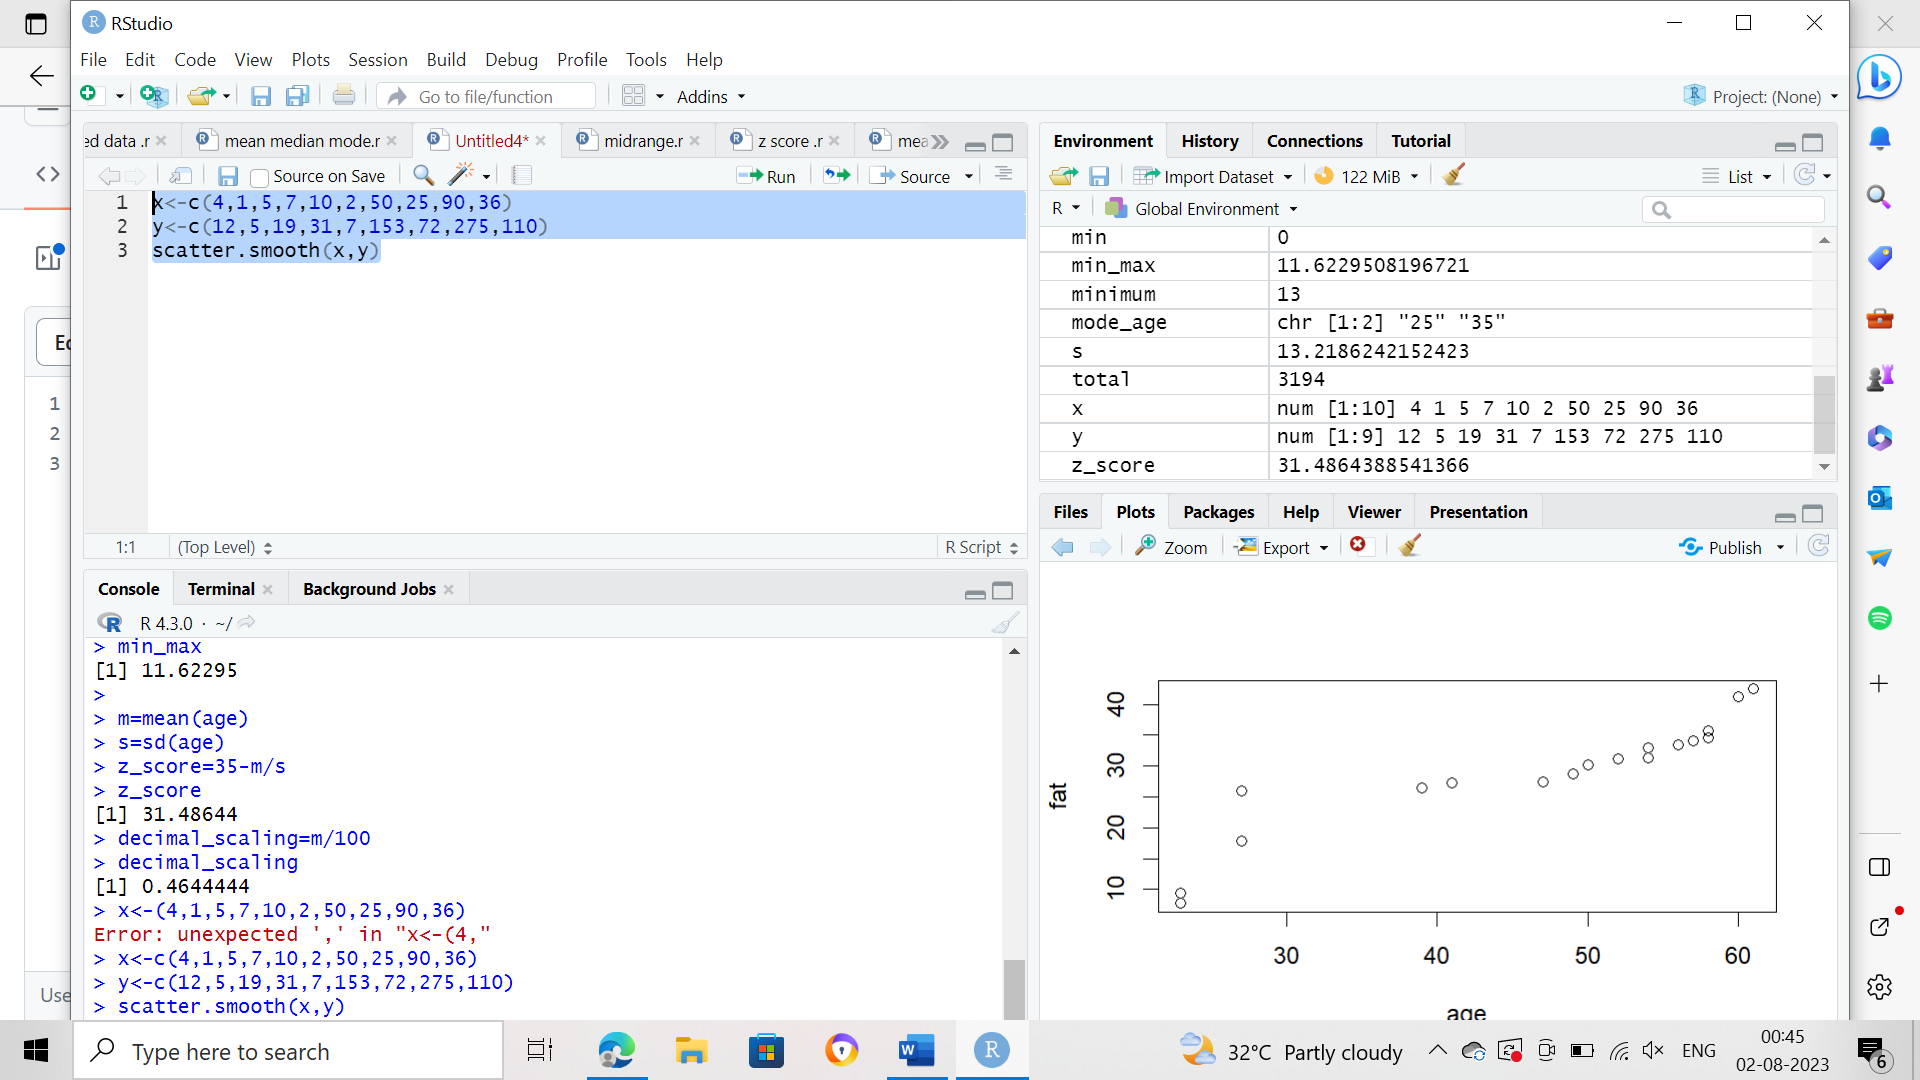 RStudio
File Edit Code View Plots Session Build Debug Profile Tools Help
Go to file/function Addins Project: (None)
ed data .r mean median mode.r Untitled4* midrange.r z score .r mea
Source on Save Run Source
1 x<-c(4,1,5,7,10,2,50,25,90,36)
2 y<-c(12,5,19,31,7,153,72,275,110)
3 scatter.smooth(x,y)
1:1 (Top Level) R Script
Console Terminal Background Jobs
R 4.3.0 · ~/
> min_max
[1] 11.62295
>
> m=mean(age)
> s=sd(age)
> z_score=35-m/s
> z_score
[1] 31.48644
> decimal_scaling=m/100
> decimal_scaling
[1] 0.4644444
> x<-(4,1,5,7,10,2,50,25,90,36)
Error: unexpected ',' in "x<-(4,"
> x<-c(4,1,5,7,10,2,50,25,90,36)
> y<-c(12,5,19,31,7,153,72,275,110)
> scatter.smooth(x,y)
Environment History Connections Tutorial
Import Dataset 122 MiB List
R Global Environment
min 0
min_max 11.6229508196721
minimum 13
mode_age chr [1:2] "25" "35"
s 13.2186242152423
total 3194
x num [1:10] 4 1 5 7 10 2 50 25 90 36
y num [1:9] 12 5 19 31 7 153 72 275 110
z_score 31.4864388541366
Files Plots Packages Help Viewer Presentation
Zoom Export Publish
fat
40
30
20
10
30 40 50 60
age
1
2
3
Use
Type here to search
32°C Partly cloudy
ENG
00:45
02-08-2023
6